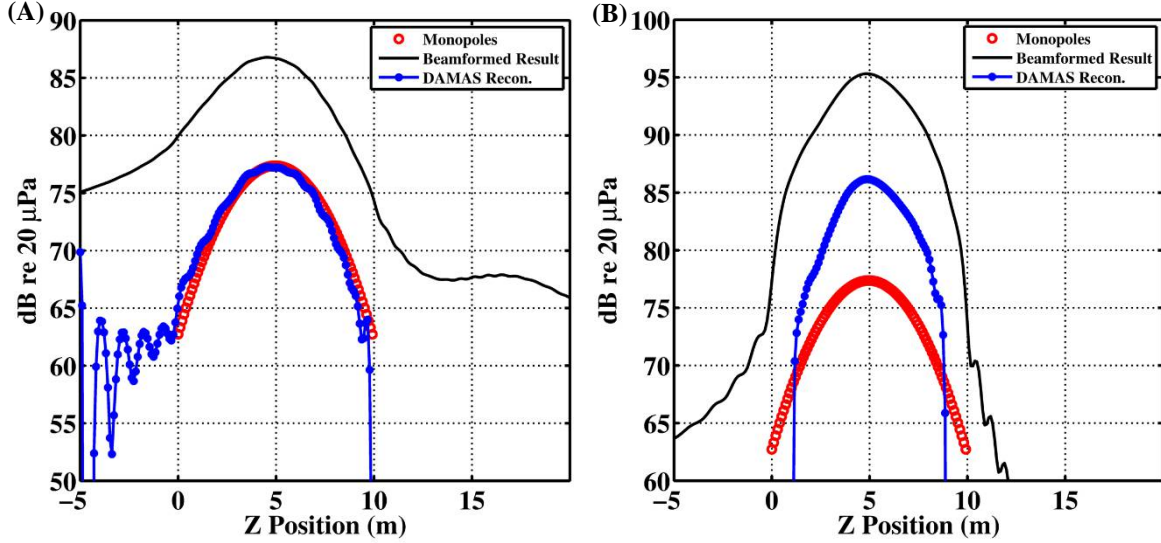 (A)
90
85
80
75
70
65
60
55
50
dB re 20 μPa
−5
0
5
10
15
Z Position (m)
Monopoles
Beamformed Result
DAMAS Recon.
(B)
100
95
90
85
80
75
70
65
60
dB re 20 μPa
−5
0
5
10
15
Z Position (m)
Monopoles
Beamformed Result
DAMAS Recon.